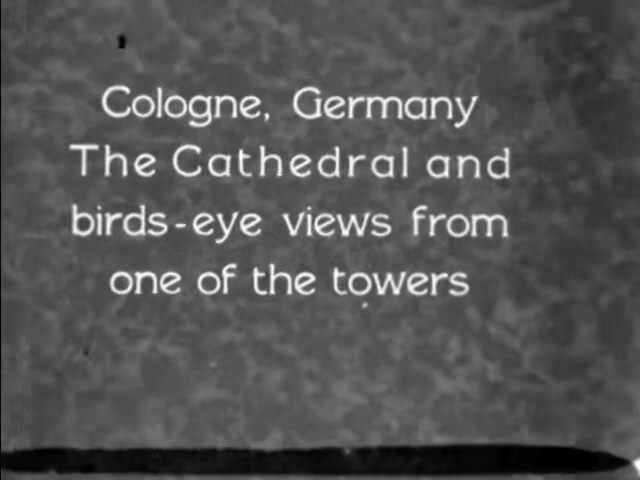 Cologne, Germany
The Cathedral and
birds-eye views from
one of the towers